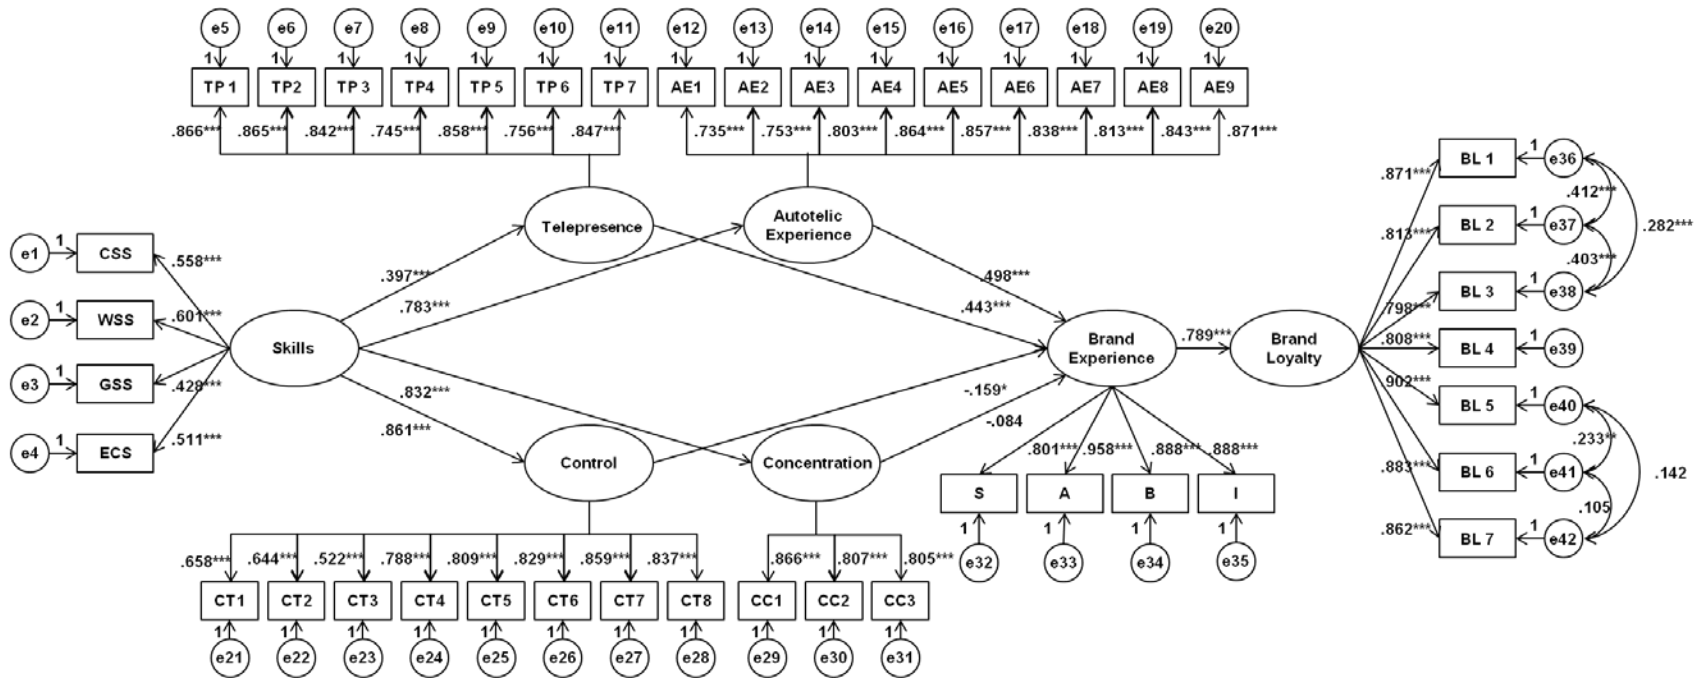 e5 e6 e7 e8 e9 e10 e11 e12 e13 e14 e15 e16 e17 e18 e19 e20
1 1 1 1 1 1 1 1 1 1 1 1 1 1 1 1
TP 1 TP2 TP 3 TP4 TP 5 TP 6 TP 7 AE1 AE2 AE3 AE4 AE5 AE6 AE7 AE8 AE9
.866*** .865*** .842*** .745*** .858*** .756*** .847*** .735*** .753*** .803*** .864*** .857*** .838*** .813*** .843*** .871***
Telepresence
Autotelic
Experience
e1 1 CSS .558***
e2 1 WSS .601***
e3 1 GSS .428***
e4 1 ECS .511***
Skills
.397***
.783***
.832***
.861***
.498***
.443***
-.159*
-.084
Control
Concentration
Brand
Experience
.789***
Brand
Loyalty
.801*** .958*** .888*** .888***
S A B I
1 1 1 1
e32 e33 e34 e35
.871*** BL 1 1 e36
.412***
.813*** BL 2 1 e37
.282***
.403***
.798*** BL 3 1 e38
.808*** BL 4 1 e39
.902*** BL 5 1 e40
.233**
.883*** BL 6 1 e41
.142
.105
.862*** BL 7 1 e42
.658*** .644*** .522*** .788*** .809*** .829*** .859*** .837*** .866*** .807*** .805***
CT1 CT2 CT3 CT4 CT5 CT6 CT7 CT8 CC1 CC2 CC3
1 1 1 1 1 1 1 1 1 1 1
e21 e22 e23 e24 e25 e26 e27 e28 e29 e30 e31